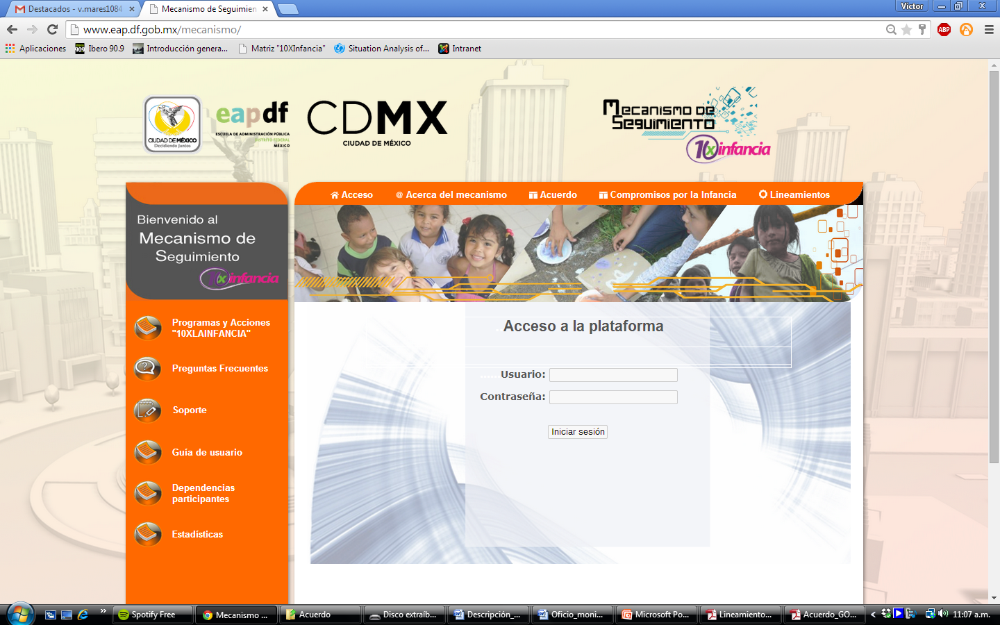 Destacados - v.mares1084
Mecanismo de Seguimien
Víctor
www.eap.df.gob.mx/mecanismo/
ABP
Aplicaciones
Ibero 90.9
Introducción genera...
Matriz "10XInfancia"
Situation Analysis of...
Intranet
CIUDAD DE MÉXICO
Decidiendo Juntos
eapdf
ESCUELA DE ADMINISTRACIÓN PÚBLICA
DISTRITO FEDERAL
MÉXICO
CDMX
CIUDAD DE MÉXICO
Mecanismo de
Seguimiento
10xinfancia
Acceso
@ Acerca del mecanismo
Acuerdo
Compromisos por la Infancia
Lineamientos
Bienvenido al
Mecanismo de
Seguimiento
10xinfancia
Programas y Acciones
"10XLAINFANCIA"
Preguntas Frecuentes
Soporte
Guía de usuario
Dependencias
participantes
Estadísticas
Acceso a la plataforma
......Usuario:
Contraseña:
Iniciar sesión
»
Spotify Free
Mecanismo ...
Acuerdo
Disco extraíb...
Descripción_...
Oficio_moni...
Microsoft Po...
Lineamiento...
Acuerdo_GO...
11:07 a.m.